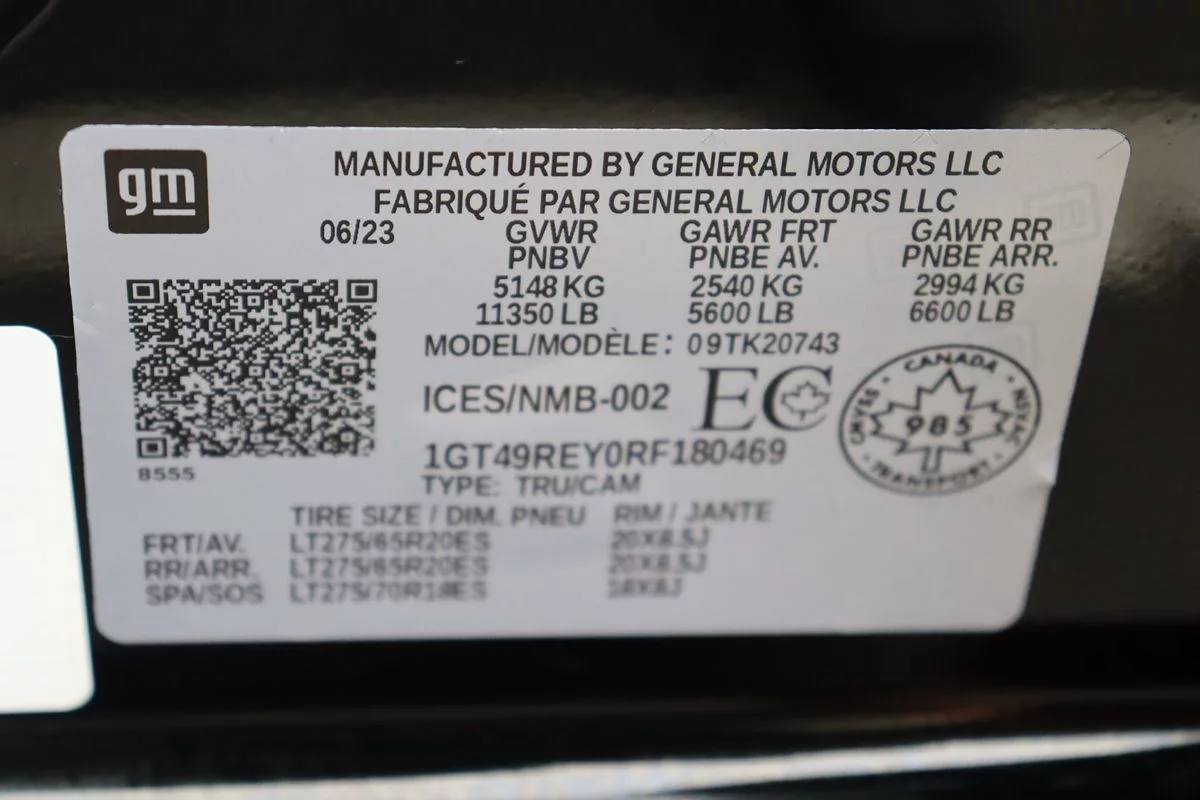 gm
MANUFACTURED BY GENERAL MOTORS LLC
FABRIQUÉ PAR GENERAL MOTORS LLC
06/23 GVWR GAWR FRT GAWR RR
PNBV PNBE AV. PNBE ARR.
5148 KG 2540 KG 2994 KG
11350 LB 5600 LB 6600 LB
MODEL/MODÈLE: 09TK20743
ICES/NMB-002 EC
CANADA
CMVSS 985 NSVAC
TRANSPORT
1GT49REY0RF180469
8555
TYPE: TRU/CAM
TIRE SIZE / DIM. PNEU RIM / JANTE
FRT/AV. LT275/65R20ES 20X8.5J
RR/ARR. LT275/65R20ES 20X8.5J
SPA/SOS LT275/70R18ES 18X8J